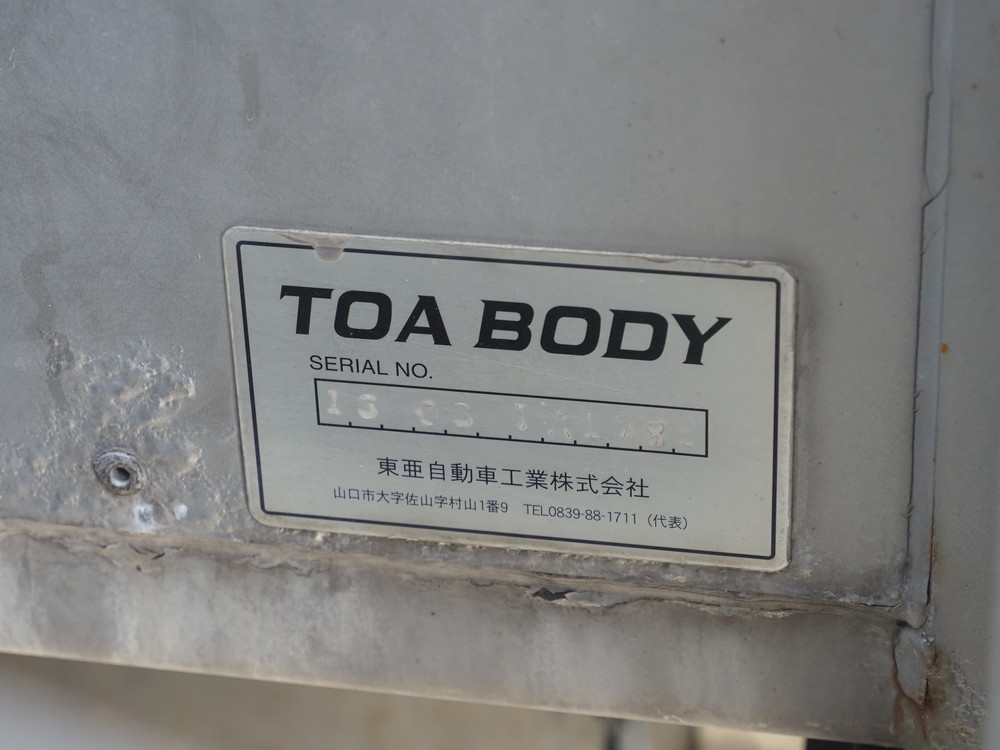 TOA BODY
SERIAL NO.
東亜自動車工業株式会社
山口市大字佐山字村山1番9 TEL0839-88-1711（代表）